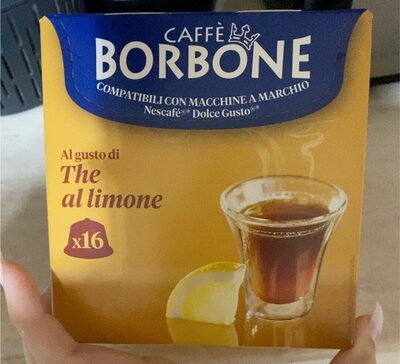 CAFFÈ
BORBONE
COMPATIBILI CON MACCHINE A MARCHIO
Nescafé®* Dolce Gusto®*
Al gusto di
The
al limone
x16